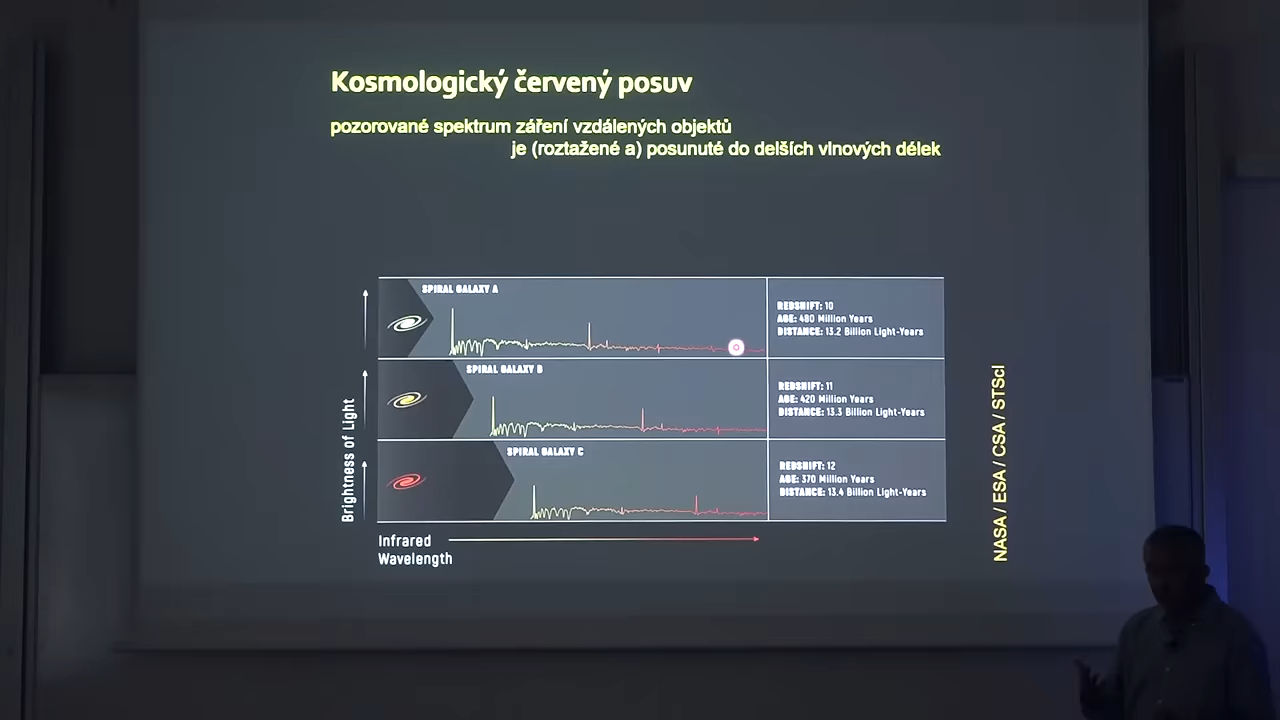 Kosmologický červený posuv
pozorované spektrum záření vzdálených objektů
je (roztažené a) posunuté do delších vlnových délek
SPIRAL GALAXY A
REDSHIFT: 10
AGE: 480 Million Years
DISTANCE: 13.2 Billion Light-Years
SPIRAL GALAXY B
REDSHIFT: 11
AGE: 420 Million Years
DISTANCE: 13.3 Billion Light-Years
SPIRAL GALAXY C
REDSHIFT: 12
AGE: 370 Million Years
DISTANCE: 13.4 Billion Light-Years
Brightness of Light
Infrared
Wavelength
NASA / ESA / CSA / STScI